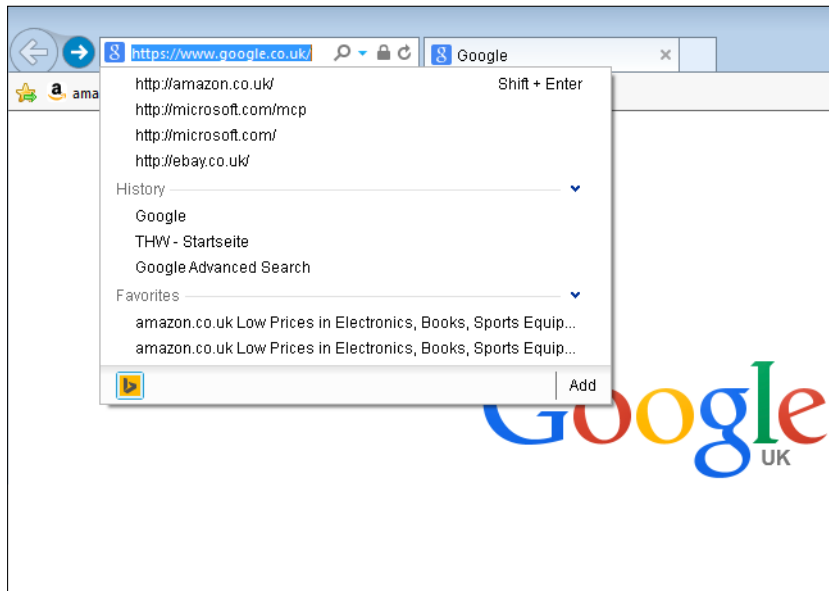 https://www.google.co.uk/ Google
ama
http://amazon.co.uk/ Shift + Enter
http://microsoft.com/mcp
http://microsoft.com/
http://ebay.co.uk/
History
Google
THW - Startseite
Google Advanced Search
Favorites
amazon.co.uk Low Prices in Electronics, Books, Sports Equip...
amazon.co.uk Low Prices in Electronics, Books, Sports Equip...
Add
Google
UK